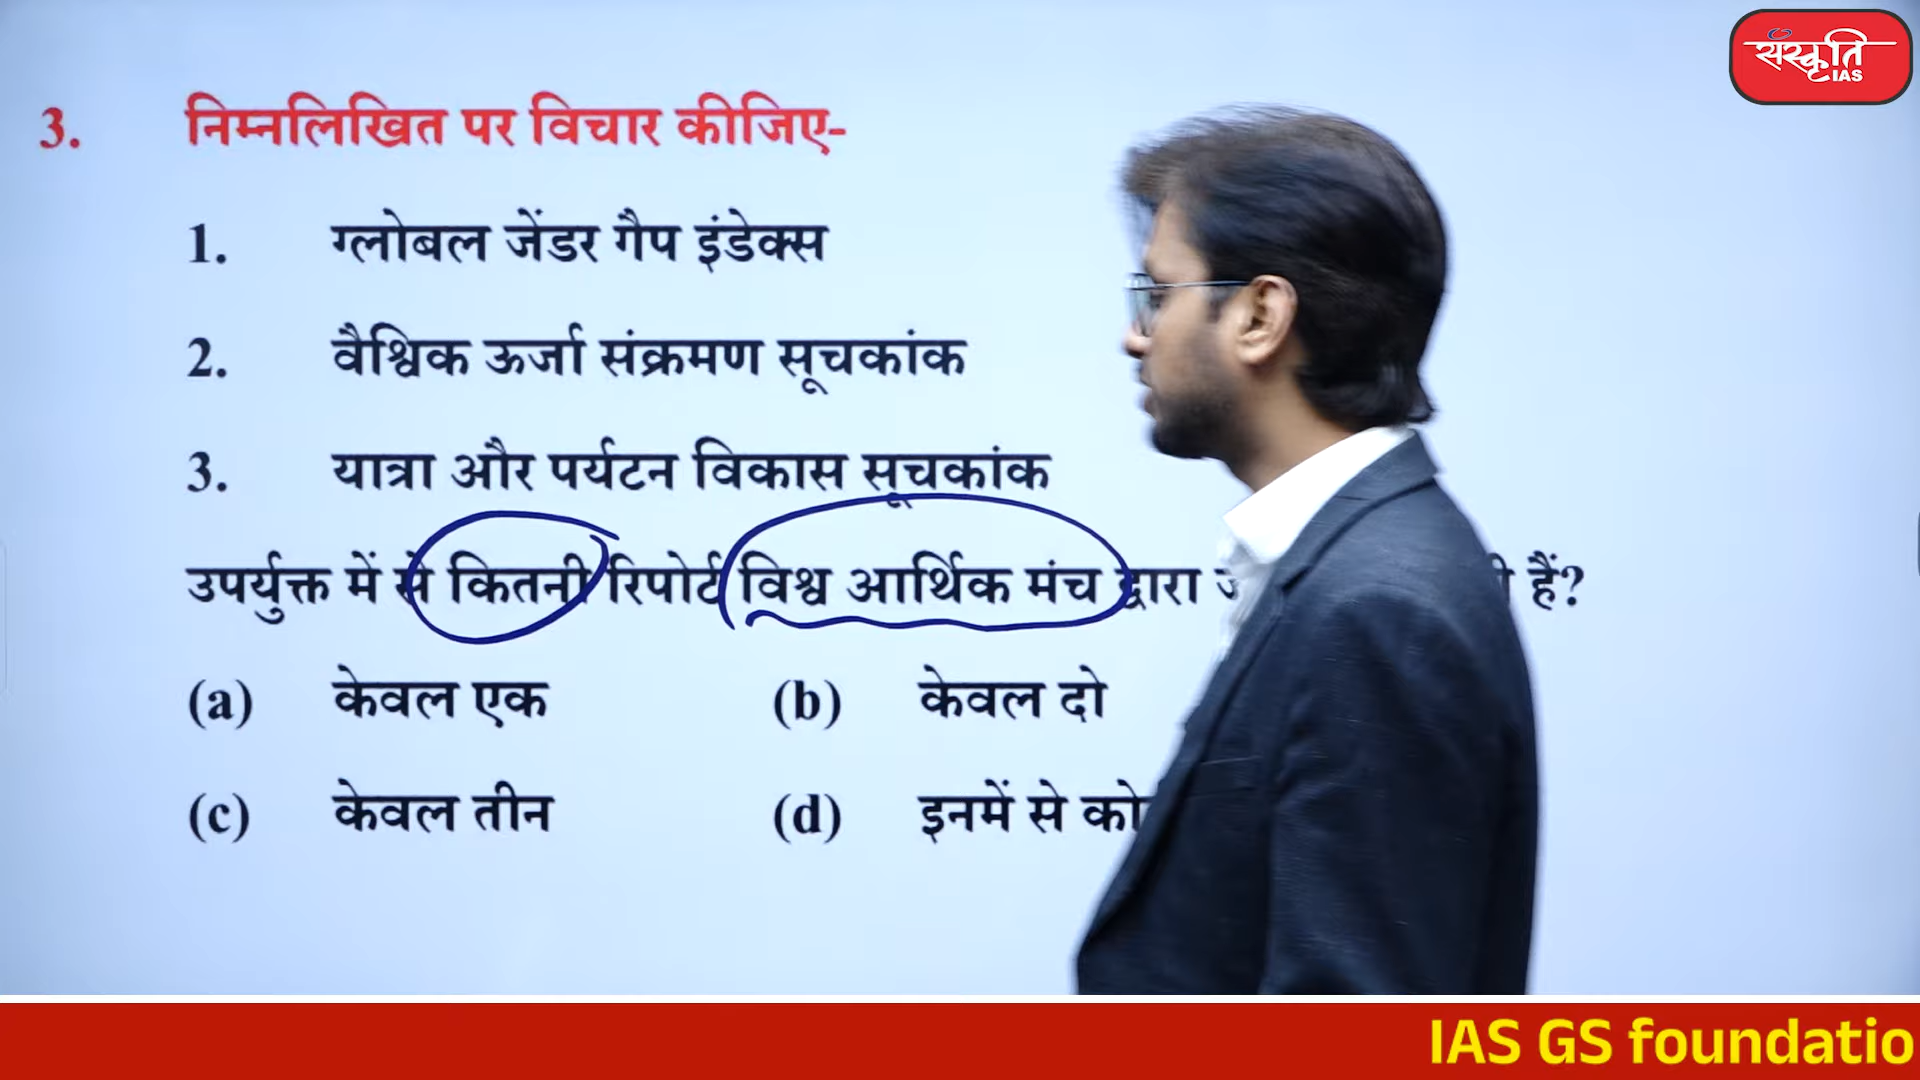 संस्कृति
IAS
3. निम्नलिखित पर विचार कीजिए-
1. ग्लोबल जेंडर गैप इंडेक्स
2. वैश्विक ऊर्जा संक्रमण सूचकांक
3. यात्रा और पर्यटन विकास सूचकांक
उपर्युक्त में से कितनी रिपोर्ट विश्व आर्थिक मंच द्वारा हैं?
(a) केवल एक (b) केवल दो
(c) केवल तीन (d) इनमें से
IAS GS foundatio